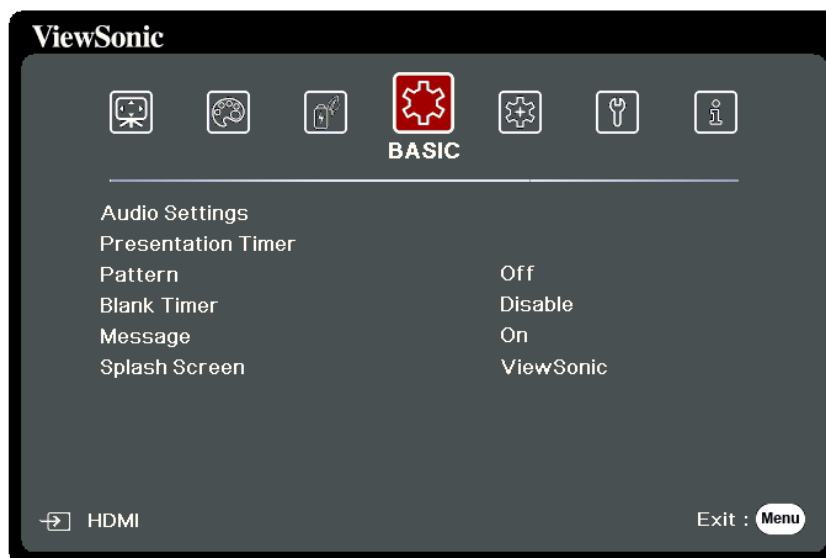 ViewSonic
BASIC
Audio Settings
Presentation Timer
Pattern Off
Blank Timer Disable
Message On
Splash Screen ViewSonic
HDMI Exit : Menu